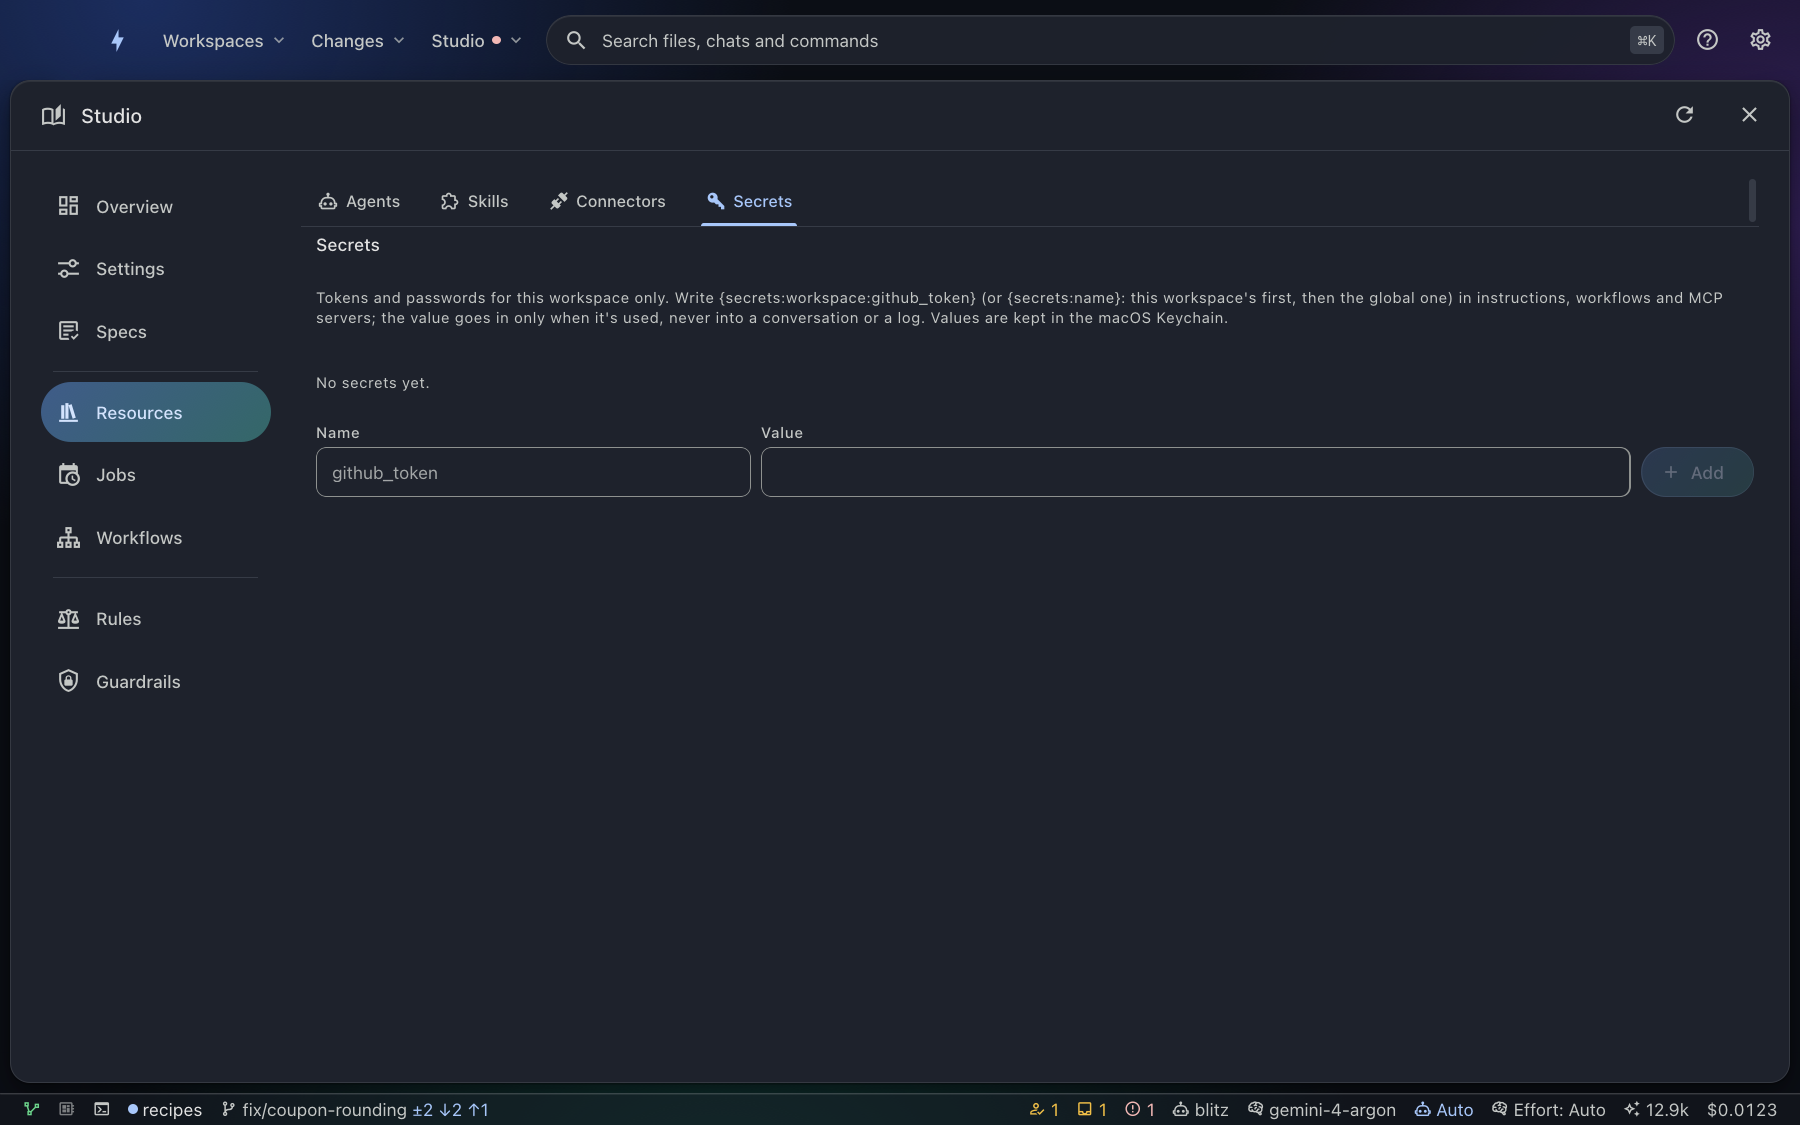 Workspaces
Changes
Studio
Search files, chats and commands
⌘K
Studio
Overview
Settings
Specs
Resources
Jobs
Workflows
Rules
Guardrails
Agents
Skills
Connectors
Secrets
Secrets
Tokens and passwords for this workspace only. Write {secrets:workspace:github_token} (or {secrets:name}: this workspace's first, then the global one) in instructions, workflows and MCP
servers; the value goes in only when it's used, never into a conversation or a log. Values are kept in the macOS Keychain.
No secrets yet.
Name
Value
github_token
+ Add
recipes
fix/coupon-rounding ±2 ↓2 ↑1
1
1
1
blitz
gemini-4-argon
Auto
Effort: Auto
12.9k
$0.0123